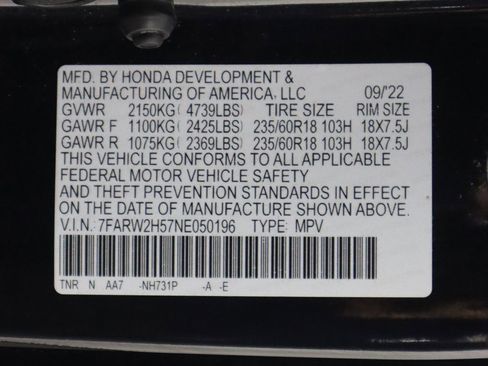 MFD. BY HONDA DEVELOPMENT &
MANUFACTURING OF AMERICA, LLC 09/'22
GVWR 2150KG ( 4739LBS) TIRE SIZE RIM SIZE
GAWR F 1100KG ( 2425LBS) 235/60R18 103H 18X7.5J
GAWR R 1075KG ( 2369LBS) 235/60R18 103H 18X7.5J
THIS VEHICLE CONFORMS TO ALL APPLICABLE
FEDERAL MOTOR VEHICLE SAFETY
AND THEFT PREVENTION STANDARDS IN EFFECT
ON THE DATE OF MANUFACTURE SHOWN ABOVE.
V.I.N.: 7FARW2H57NE050196 TYPE: MPV
TNR N AA7 -NH731P -A -E